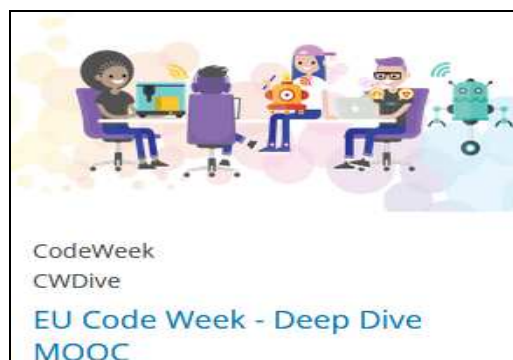 CodeWeek
CWDive
EU Code Week - Deep Dive
MOOC